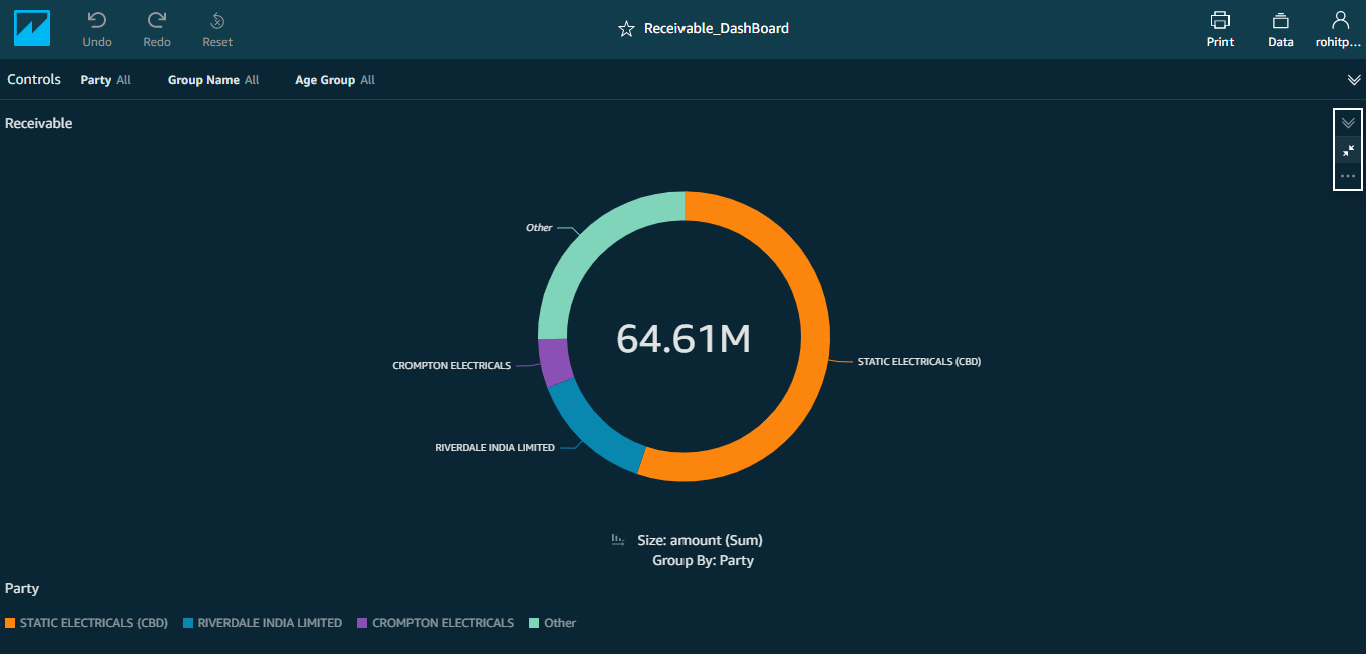 Undo Redo Reset Receivable_DashBoard Print Data rohitp...
Controls Party All Group Name All Age Group All
Receivable
Other
64.61M
STATIC ELECTRICALS (CBD)
CROMPTON ELECTRICALS
RIVERDALE INDIA LIMITED
Size: amount (Sum)
Group By: Party
Party
STATIC ELECTRICALS (CBD) RIVERDALE INDIA LIMITED CROMPTON ELECTRICALS Other